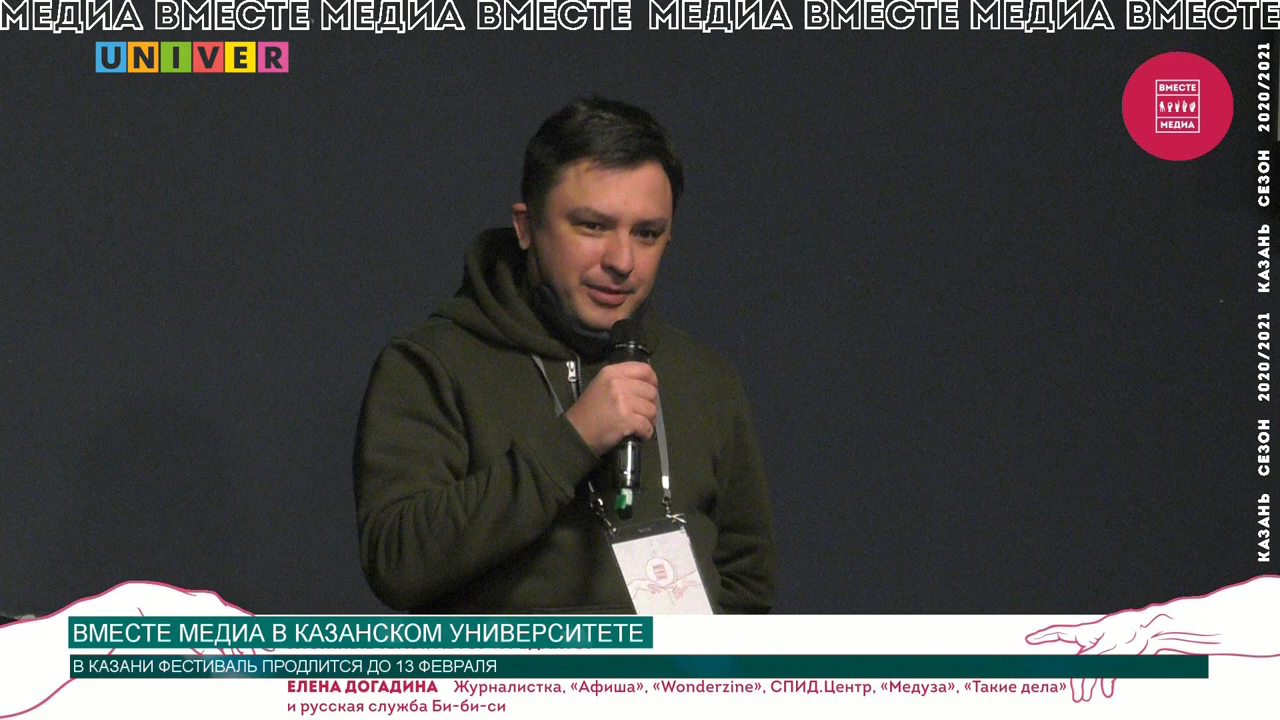 МЕДИА ВМЕСТЕ МЕДИА ВМЕСТЕ МЕДИА ВМЕСТЕ МЕДИА ВМЕСТЕ
UNIVER
ВМЕСТЕ
МЕДИА
КАЗАНЬ СЕЗОН 2020/2021 КАЗАНЬ СЕЗОН 2020/2021
ВМЕСТЕ МЕДИА В КАЗАНСКОМ УНИВЕРСИТЕТЕ
В КАЗАНИ ФЕСТИВАЛЬ ПРОДЛИТСЯ ДО 13 ФЕВРАЛЯ
ЕЛЕНА ДОГАДИНА Журналистка, «Афиша», «Wonderzine», СПИД.Центр, «Медуза», «Такие дела»
и русская служба Би-би-си